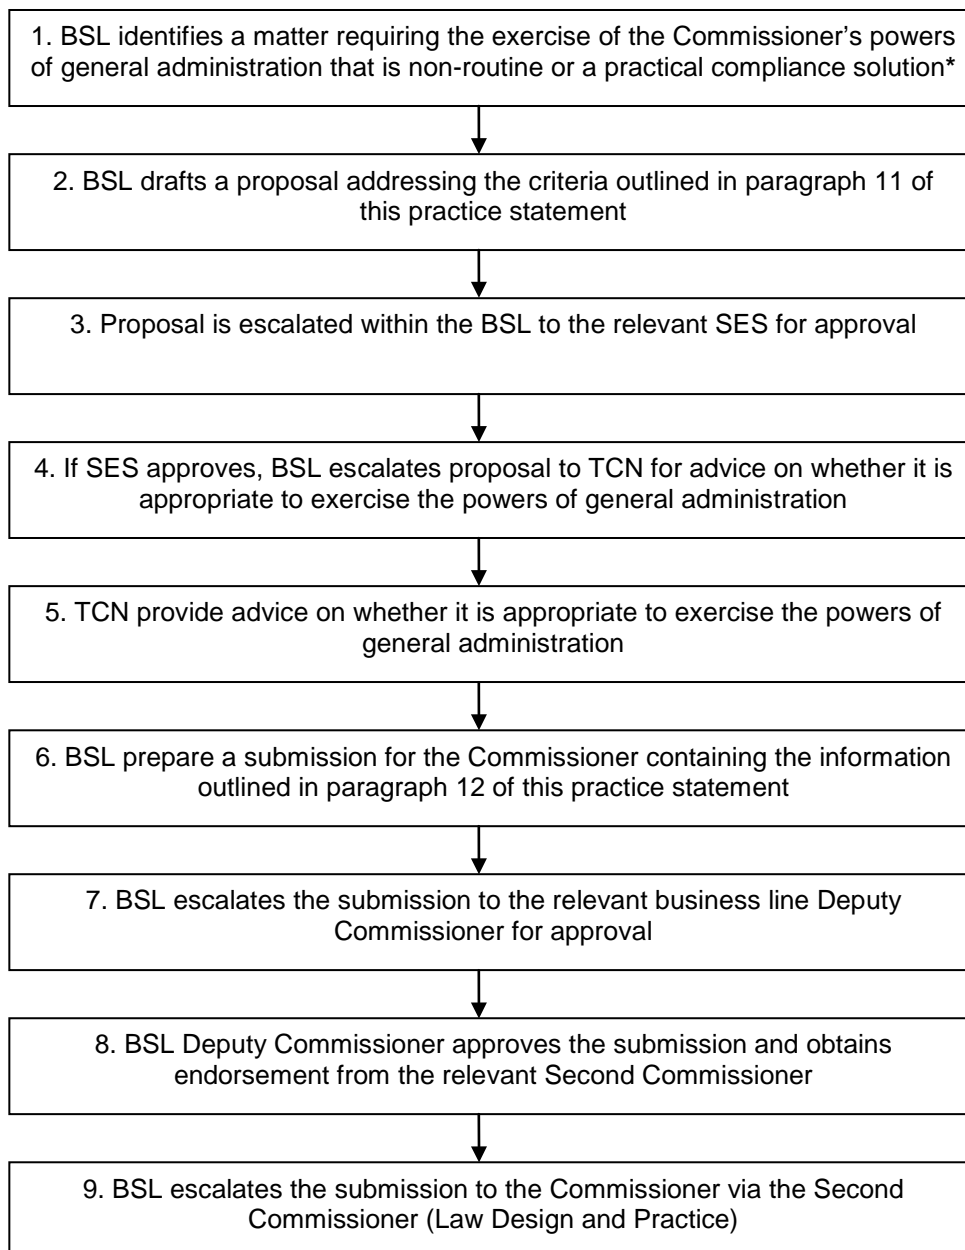 1. BSL identifies a matter requiring the exercise of the Commissioner’s powers
of general administration that is non-routine or a practical compliance solution*
2. BSL drafts a proposal addressing the criteria outlined in paragraph 11 of
this practice statement
3. Proposal is escalated within the BSL to the relevant SES for approval
4. If SES approves, BSL escalates proposal to TCN for advice on whether it is
appropriate to exercise the powers of general administration
5. TCN provide advice on whether it is appropriate to exercise the powers of
general administration
6. BSL prepare a submission for the Commissioner containing the information
outlined in paragraph 12 of this practice statement
7. BSL escalates the submission to the relevant business line Deputy
Commissioner for approval
8. BSL Deputy Commissioner approves the submission and obtains
endorsement from the relevant Second Commissioner
9. BSL escalates the submission to the Commissioner via the Second
Commissioner (Law Design and Practice)